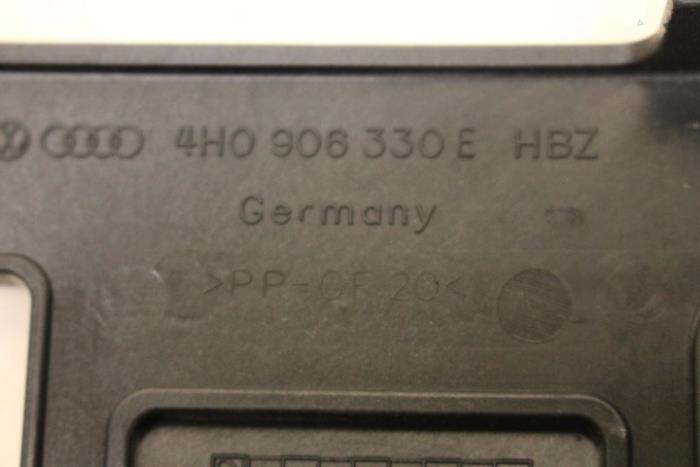 4H0 906 330 E HBZ
Germany
>PP-GF 20<